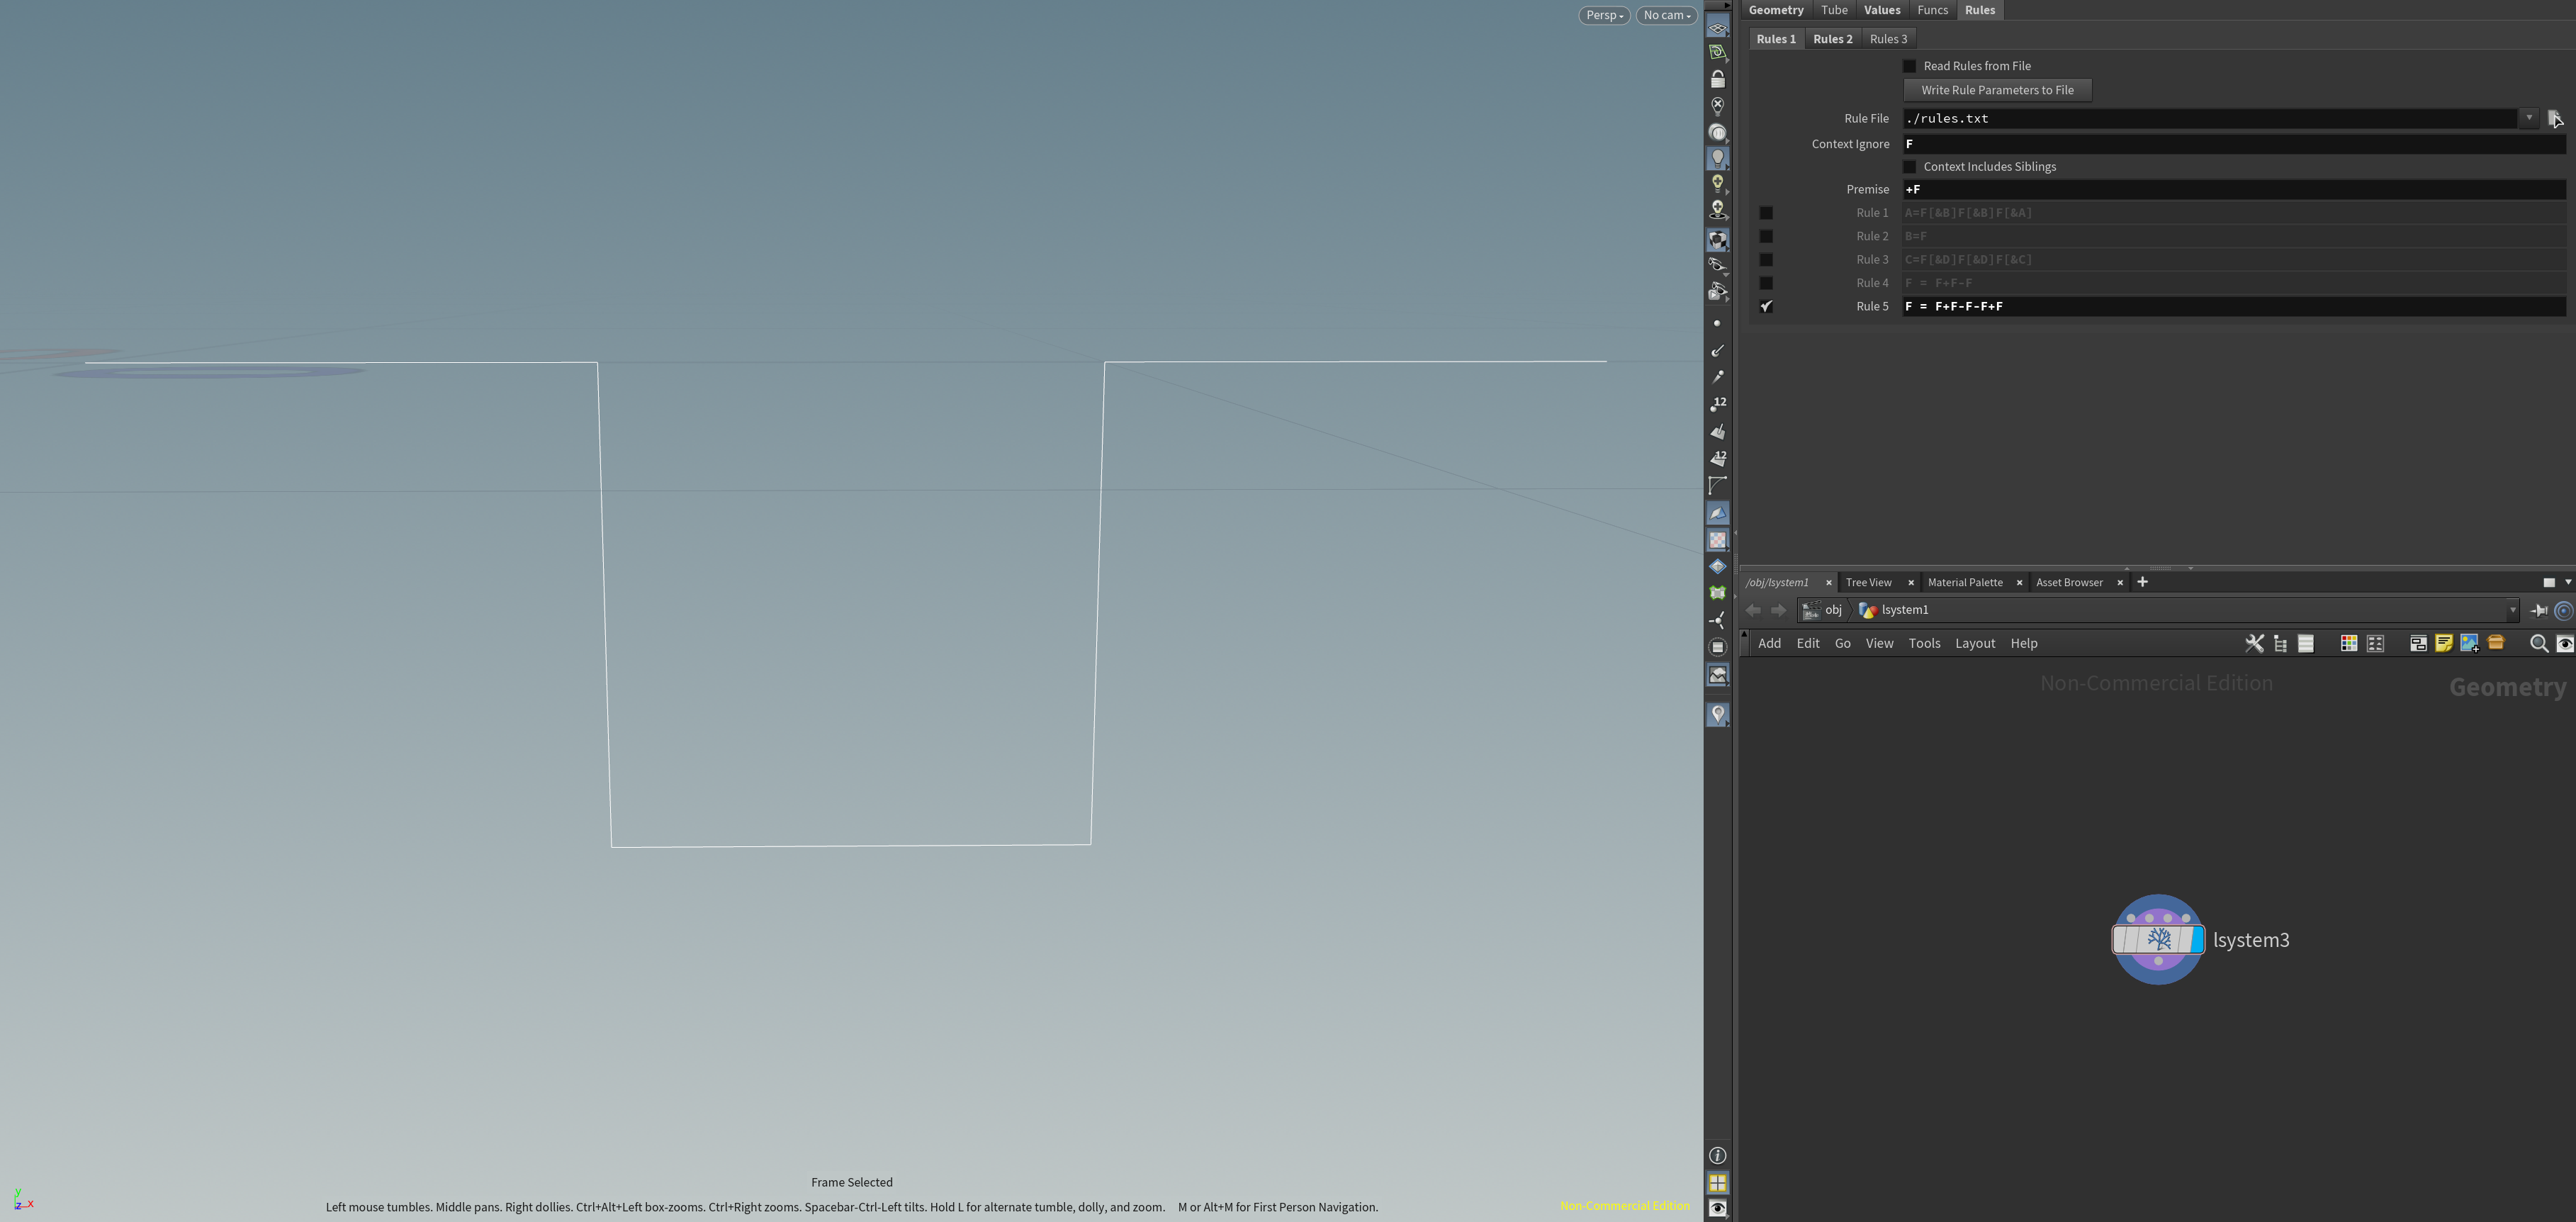 Persp
No cam
12
12
Frame Selected
Left mouse tumbles. Middle pans. Right dollies. Ctrl+Alt+Left box-zooms. Ctrl+Right zooms. Spacebar-Ctrl-Left tilts. Hold L for alternate tumble, dolly, and zoom. M or Alt+M for First Person Navigation.
Non-Commercial Edition
y
z x
Geometry Tube Values Funcs Rules
Rules 1 Rules 2 Rules 3
Read Rules from File
Write Rule Parameters to File
Rule File ./rules.txt
Context Ignore F
Context Includes Siblings
Premise +F
Rule 1 A=F[&B]F[&B]F[&A]
Rule 2 B=F
Rule 3 C=F[&D]F[&D]F[&C]
Rule 4 F = F+F-F
Rule 5 F = F+F-F-F+F
/obj/lsystem1 Tree View Material Palette Asset Browser
obj lsystem1
Add Edit Go View Tools Layout Help
Non-Commercial Edition
Geometry
lsystem3